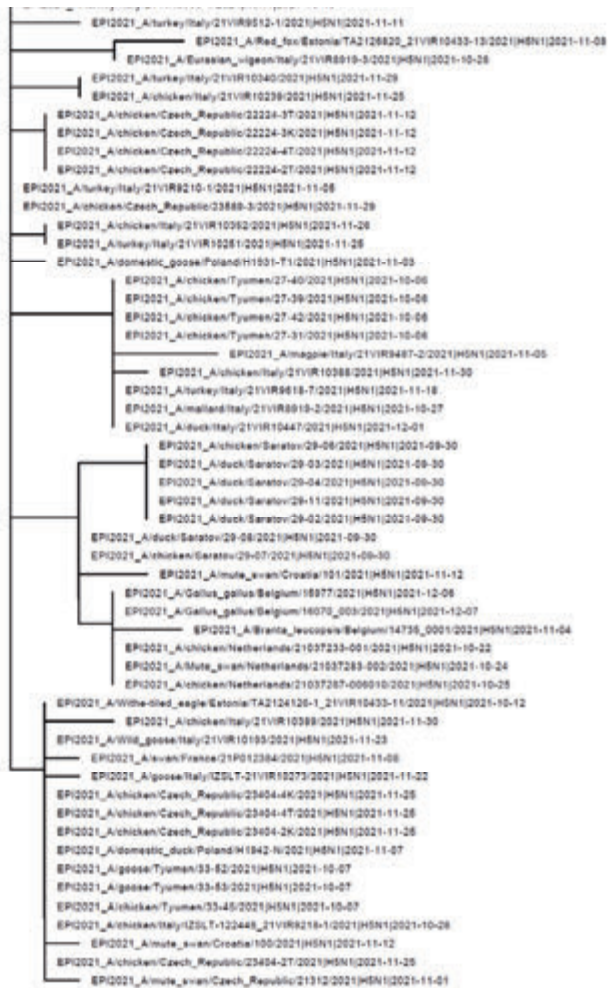 EPI2021_A/turkey/Italy/21VIR9512-1/2021|H5N1|2021-11-11
EPI2021_A/Red_fox/Estonia/TA2126820_21VIR10433-13/2021|H5N1|2021-11-09
EPI2021_A/Eurasian_wigeon/Italy/21VIR8919-3/2021|H5N1|2021-10-26
EPI2021_A/turkey/Italy/21VIR10340/2021|H5N1|2021-11-29
EPI2021_A/chicken/Italy/21VIR10239/2021|H5N1|2021-11-25
EPI2021_A/chicken/Czech_Republic/22224-3T/2021|H5N1|2021-11-12
EPI2021_A/chicken/Czech_Republic/22224-3K/2021|H5N1|2021-11-12
EPI2021_A/chicken/Czech_Republic/22224-4T/2021|H5N1|2021-11-12
EPI2021_A/chicken/Czech_Republic/22224-2T/2021|H5N1|2021-11-12
EPI2021_A/turkey/Italy/21VIR9210-1/2021|H5N1|2021-11-05
EPI2021_A/chicken/Czech_Republic/23589-3/2021|H5N1|2021-11-29
EPI2021_A/chicken/Italy/21VIR10352/2021|H5N1|2021-11-26
EPI2021_A/turkey/Italy/21VIR10251/2021|H5N1|2021-11-25
EPI2021_A/domestic_goose/Poland/H1931-T1/2021|H5N1|2021-11-03
EPI2021_A/chicken/Tyumen/27-40/2021|H5N1|2021-10-06
EPI2021_A/chicken/Tyumen/27-39/2021|H5N1|2021-10-06
EPI2021_A/chicken/Tyumen/27-42/2021|H5N1|2021-10-06
EPI2021_A/chicken/Tyumen/27-31/2021|H5N1|2021-10-06
EPI2021_A/magpie/Italy/21VIR9487-2/2021|H5N1|2021-11-05
EPI2021_A/chicken/Italy/21VIR10388/2021|H5N1|2021-11-30
EPI2021_A/turkey/Italy/21VIR9618-7/2021|H5N1|2021-11-18
EPI2021_A/mallard/Italy/21VIR8919-2/2021|H5N1|2021-10-27
EPI2021_A/duck/Italy/21VIR10447/2021|H5N1|2021-12-01
EPI2021_A/chicken/Saratov/29-06/2021|H5N1|2021-09-30
EPI2021_A/duck/Saratov/29-03/2021|H5N1|2021-09-30
EPI2021_A/duck/Saratov/29-04/2021|H5N1|2021-09-30
EPI2021_A/duck/Saratov/29-11/2021|H5N1|2021-09-30
EPI2021_A/duck/Saratov/29-02/2021|H5N1|2021-09-30
EPI2021_A/duck/Saratov/29-08/2021|H5N1|2021-09-30
EPI2021_A/chicken/Saratov/29-07/2021|H5N1|2021-09-30
EPI2021_A/mute_swan/Croatia/101/2021|H5N1|2021-11-12
EPI2021_A/Gallus_gallus/Belgium/15977/2021|H5N1|2021-12-06
EPI2021_A/Gallus_gallus/Belgium/16070_003/2021|H5N1|2021-12-07
EPI2021_A/Branta_leucopsis/Belgium/14735_0001/2021|H5N1|2021-11-04
EPI2021_A/chicken/Netherlands/21037233-001/2021|H5N1|2021-10-22
EPI2021_A/Mute_swan/Netherlands/21037283-002/2021|H5N1|2021-10-24
EPI2021_A/chicken/Netherlands/21037287-006010/2021|H5N1|2021-10-25
EPI2021_A/Withe-tiled_eagle/Estonia/TA2124120-1_21VIR10433-11/2021|H5N1|2021-10-12
EPI2021_A/chicken/Italy/21VIR10389/2021|H5N1|2021-11-30
EPI2021_A/Wild_goose/Italy/21VIR10193/2021|H5N1|2021-11-23
EPI2021_A/swan/France/21P012384/2021|H5N1|2021-11-08
EPI2021_A/goose/Italy/IZSLT-21VIR10273/2021|H5N1|2021-11-22
EPI2021_A/chicken/Czech_Republic/23404-4K/2021|H5N1|2021-11-25
EPI2021_A/chicken/Czech_Republic/23404-4T/2021|H5N1|2021-11-25
EPI2021_A/chicken/Czech_Republic/23404-2K/2021|H5N1|2021-11-25
EPI2021_A/domestic_duck/Poland/H1942-N/2021|H5N1|2021-11-07
EPI2021_A/goose/Tyumen/33-52/2021|H5N1|2021-10-07
EPI2021_A/goose/Tyumen/33-53/2021|H5N1|2021-10-07
EPI2021_A/chicken/Tyumen/33-45/2021|H5N1|2021-10-07
EPI2021_A/chicken/Italy/IZSLT-122448_21VIR9216-1/2021|H5N1|2021-10-26
EPI2021_A/mute_swan/Croatia/100/2021|H5N1|2021-11-12
EPI2021_A/chicken/Czech_Republic/23404-2T/2021|H5N1|2021-11-25
EPI2021_A/mute_swan/Czech_Republic/21312/2021|H5N1|2021-11-01